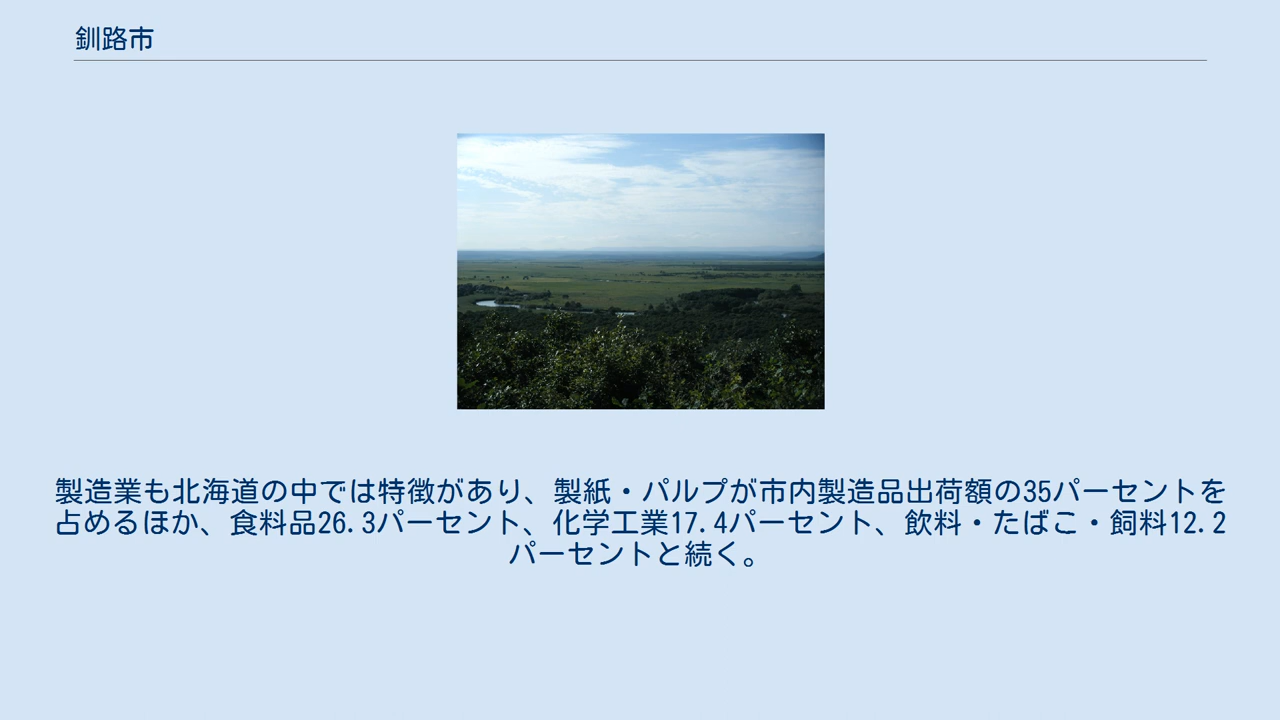 釧路市
製造業も北海道の中では特徴があり、製紙・パルプが市内製造品出荷額の35パーセントを
占めるほか、食料品26.3パーセント、化学工業17.4パーセント、飲料・たばこ・飼料12.2
パーセントと続く。